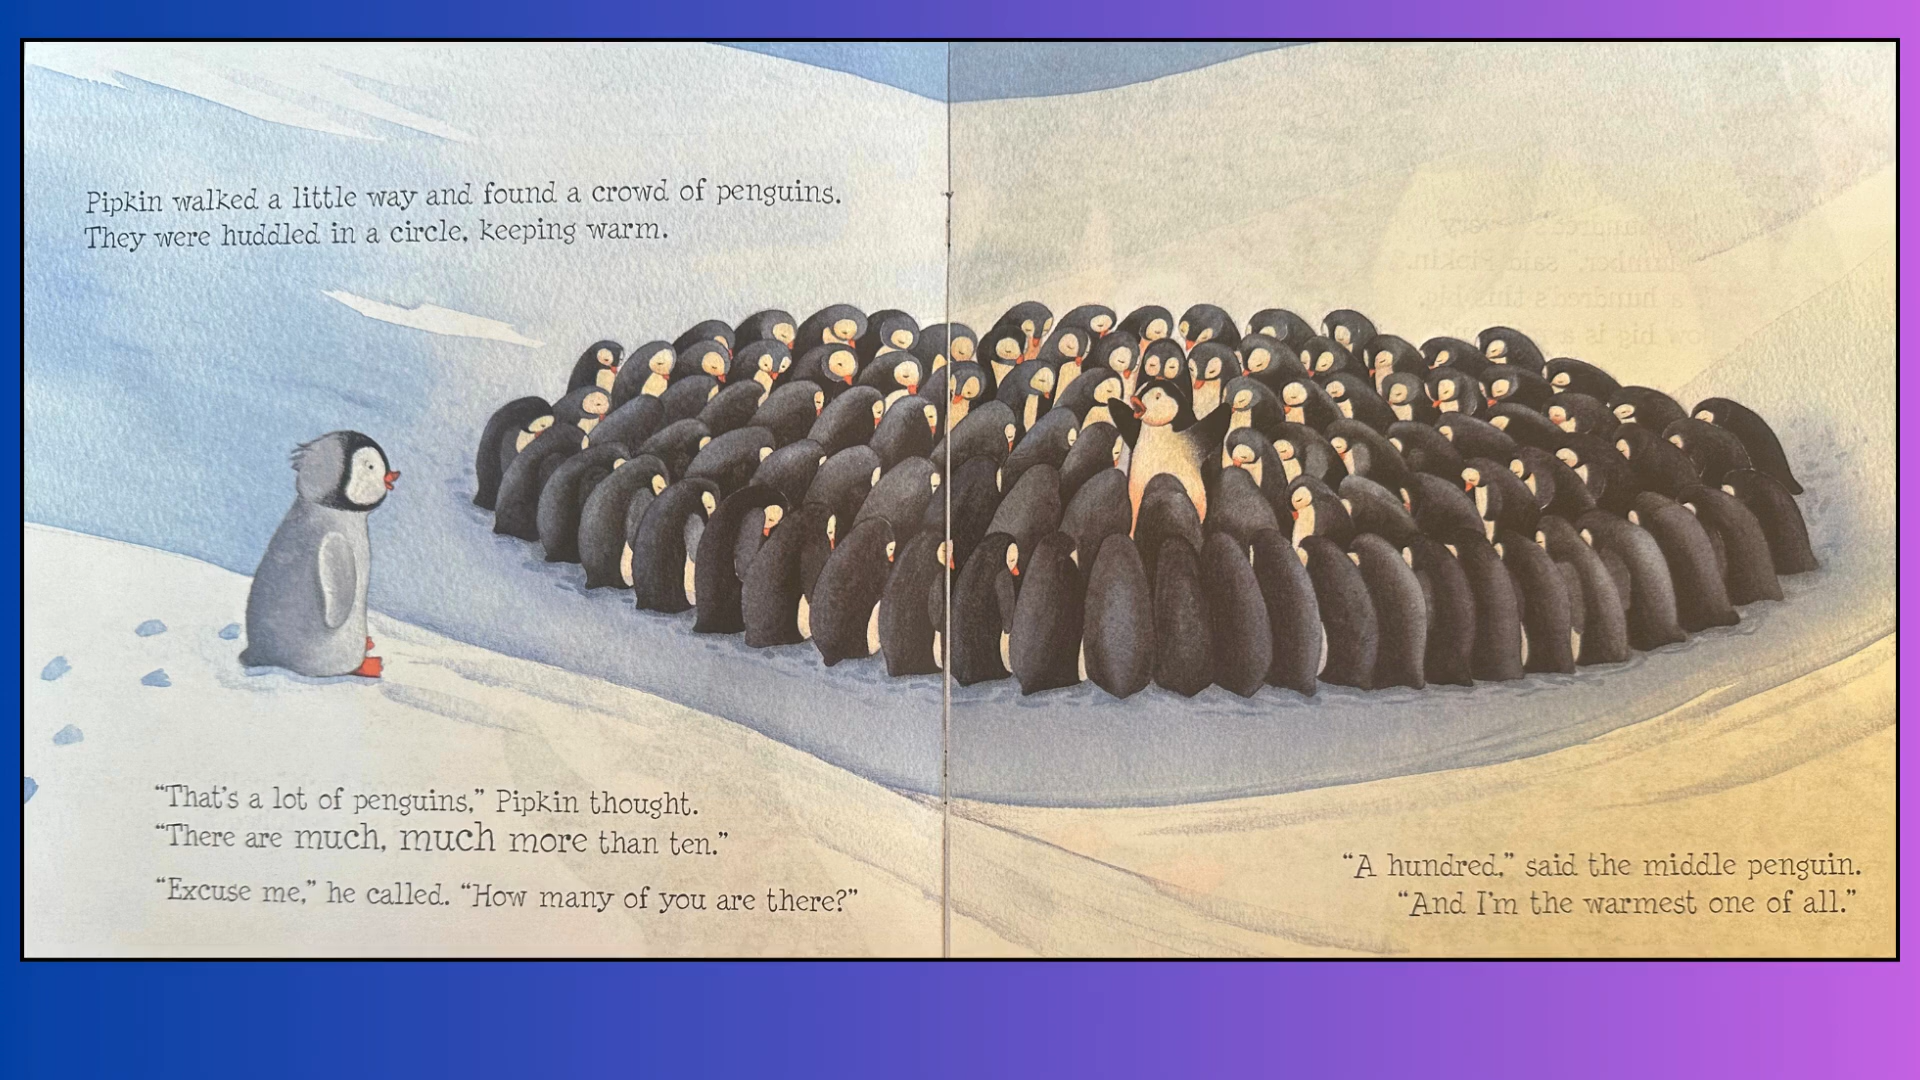 Pipkin walked a little way and found a crowd of penguins.
They were huddled in a circle, keeping warm.
“That’s a lot of penguins,” Pipkin thought.
“There are much, much more than ten.”
“Excuse me,” he called. “How many of you are there?”
“A hundred,” said the middle penguin.
“And I’m the warmest one of all.”